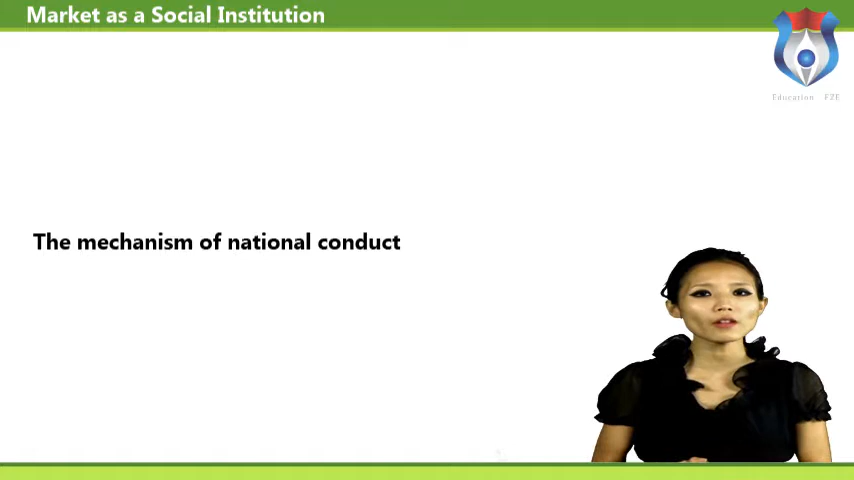 Market as a Social Institution
Education FZE
The mechanism of national conduct